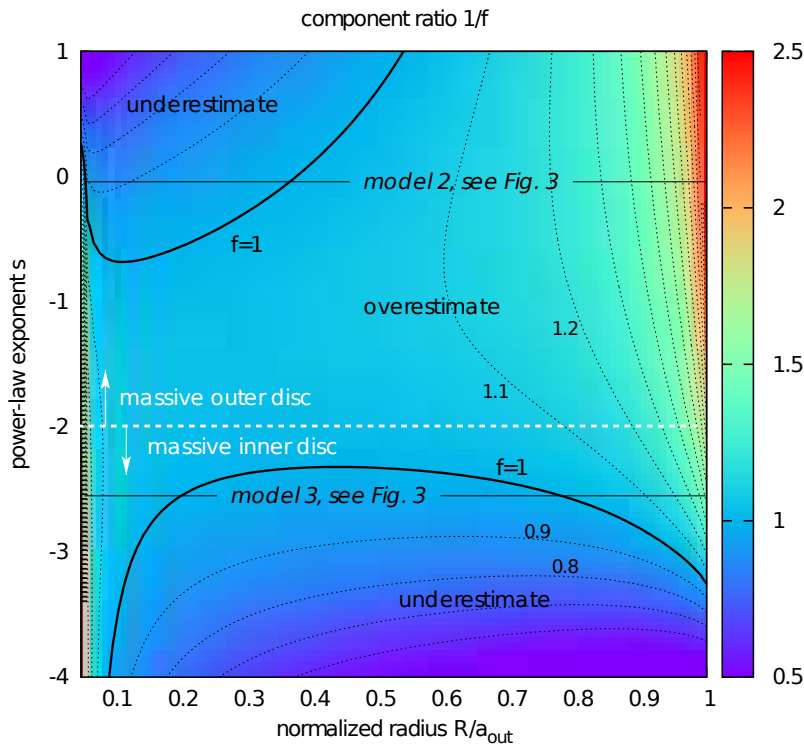 component ratio 1/f
power-law exponent s
1
0
-1
-2
-3
-4
underestimate
model 2, see Fig. 3
f=1
overestimate
1.2
1.1
massive outer disc
massive inner disc
f=1
model 3, see Fig. 3
0.9
0.8
underestimate
0.1 0.2 0.3 0.4 0.5 0.6 0.7 0.8 0.9 1
normalized radius R/a_out
2.5
2
1.5
1
0.5